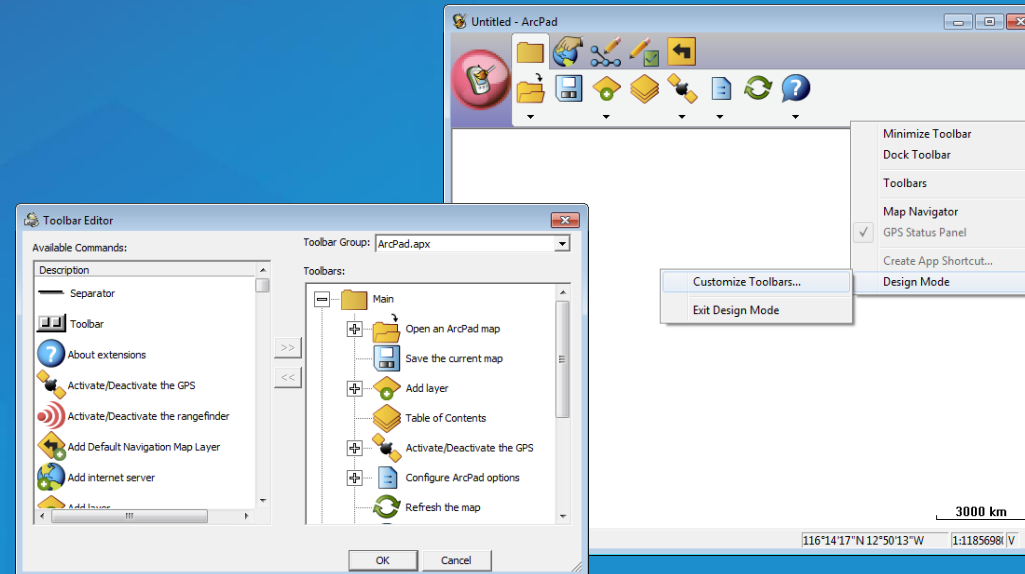 Untitled - ArcPad
Minimize Toolbar
Dock Toolbar
Toolbars
Map Navigator
GPS Status Panel
Create App Shortcut...
Design Mode
Customize Toolbars...
Exit Design Mode
3000 km
116°14'17"N 12°50'13"W
1:1185698( V
Toolbar Editor
Available Commands:
Description
Separator
Toolbar
About extensions
Activate/Deactivate the GPS
Activate/Deactivate the rangefinder
Add Default Navigation Map Layer
Add internet server
Add layer
>>
<<
Toolbar Group: ArcPad.apx
Toolbars:
Main
Open an ArcPad map
Save the current map
Add layer
Table of Contents
Activate/Deactivate the GPS
Configure ArcPad options
Refresh the map
OK
Cancel